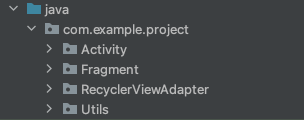 java
com.example.project
Activity
Fragment
RecyclerViewAdapter
Utils